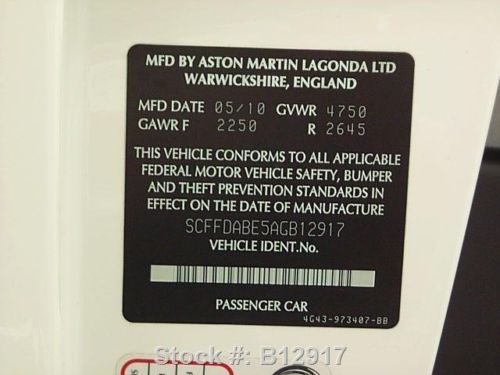 MFD BY ASTON MARTIN LAGONDA LTD
WARWICKSHIRE, ENGLAND
MFD DATE 05/10 GVWR 4750
GAWR F 2250 R 2645
THIS VEHICLE CONFORMS TO ALL APPLICABLE
FEDERAL MOTOR VEHICLE SAFETY, BUMPER
AND THEFT PREVENTION STANDARDS IN
EFFECT ON THE DATE OF MANUFACTURE
SCFFDABE5AGB12917
VEHICLE IDENT.No.
PASSENGER CAR
4G43-973407-BB
Stock #: B12917